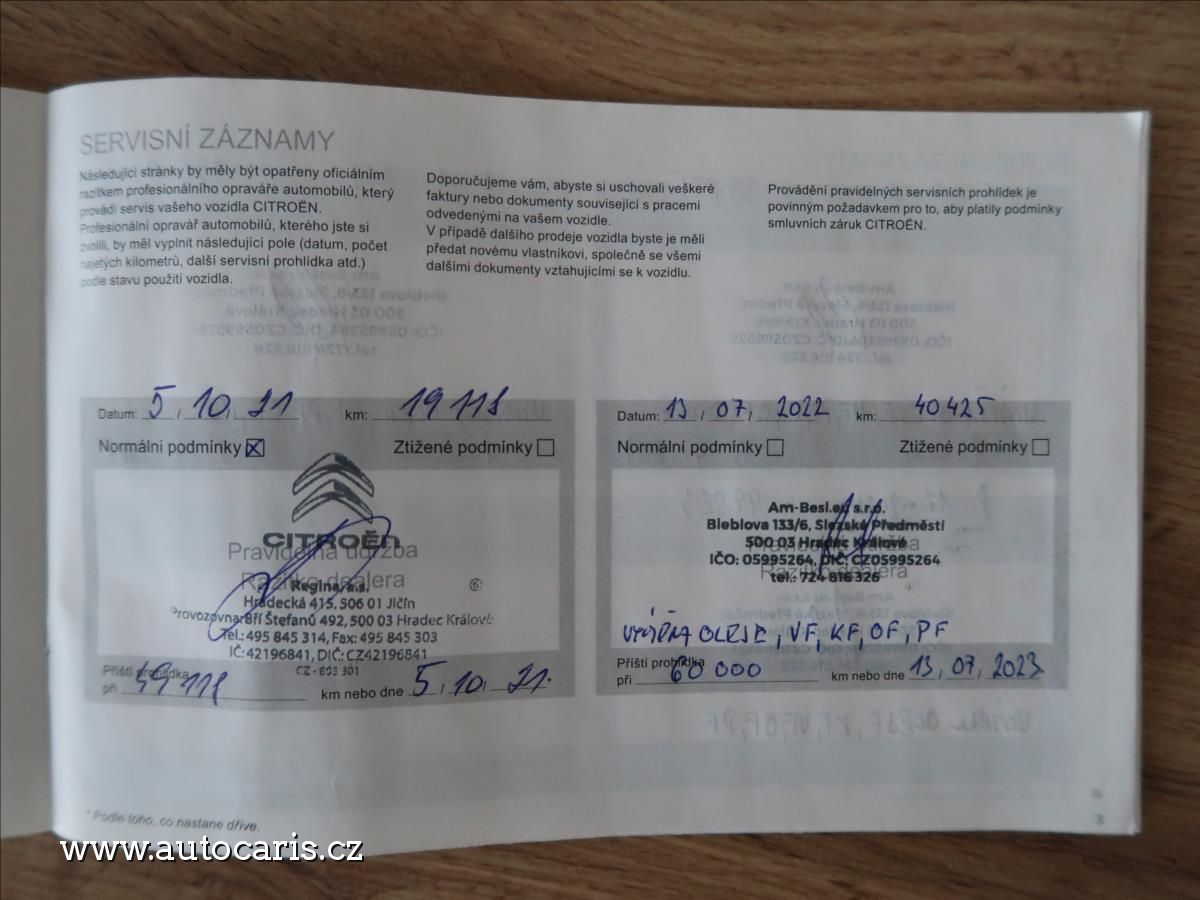 SERVISNÍ ZÁZNAMY
Následující stránky by měly být opatřeny oficiálním
razítkem profesionálního opraváře automobilů, který
provádí servis vašeho vozidla CITROËN.
Profesionální opravář automobilů, kterého jste si
zvolili, by měl vyplnit následující pole (datum, počet
najetých kilometrů, další servisní prohlídka atd.)
podle stavu použití vozidla.
Doporučujeme vám, abyste si uschovali veškeré
faktury nebo dokumenty související s pracemi
odvedenými na vašem vozidle.
V případě dalšího prodeje vozidla byste je měli
předat novému vlastníkovi, společně se všemi
dalšími dokumenty vztahujícími se k vozidlu.
Provádění pravidelných servisních prohlídek je
povinným požadavkem pro to, aby platily podmínky
smluvních záruk CITROËN.
Datum: 5 / 10 / 21 km: 19 118
Normální podmínky Ztížené podmínky
CITROËN
Pravidelná údržba
Razítko dealera
Regina, a.s. 6
Hradecká 415, 506 01 Jičín
Provozovna: Bří Štefanů 492, 500 03 Hradec Králové
Tel.: 495 845 314, Fax: 495 845 303
IČ: 42196841, DIČ: CZ42196841
Příští prohlídka
při km nebo dne 5 / 10 / 21.
Datum: 13 / 07 / 2022 km: 40425
Normální podmínky Ztížené podmínky
Am-Besl.eu s.r.o.
Bieblova 133/6, Slezské Předměstí
500 03 Hradec Králové
IČO: 05995264, DIČ: CZ05995264
Razítko dealera
tel.: 724 816 326
VÝMĚNA OLEJE, VF, KF, OF, PF
Příští prohlídka
při 60 000 km nebo dne 13 / 07 / 2023
* Podle toho, co nastane dříve.
3
www.autocaris.cz